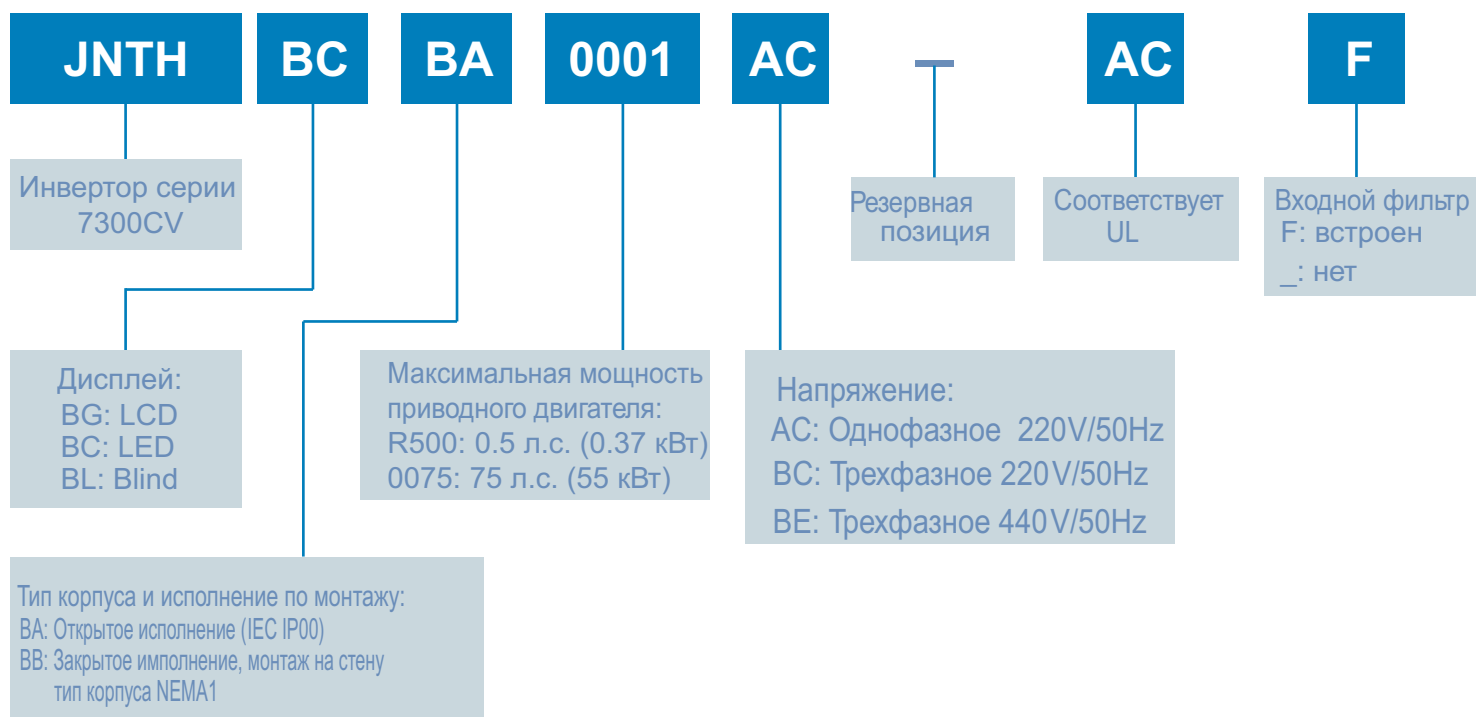 JNTH BC BA 0001 AC _ AC F
Инвертор серии
7300CV
Резервная
позиция
Соответствует
UL
Входной фильтр
F: встроен
_: нет
Дисплей:
BG: LCD
BC: LED
BL: Blind
Максимальная мощность
приводного двигателя:
R500: 0.5 л.с. (0.37 кВт)
0075: 75 л.с. (55 кВт)
Напряжение:
AC: Однофазное 220V/50Hz
BC: Трехфазное 220V/50Hz
BE: Трехфазное 440V/50Hz
Тип корпуса и исполнение по монтажу:
BA: Открытое исполнение (IEC IP00)
BB: Закрытое имполнение, монтаж на стену
тип корпуса NEMA1